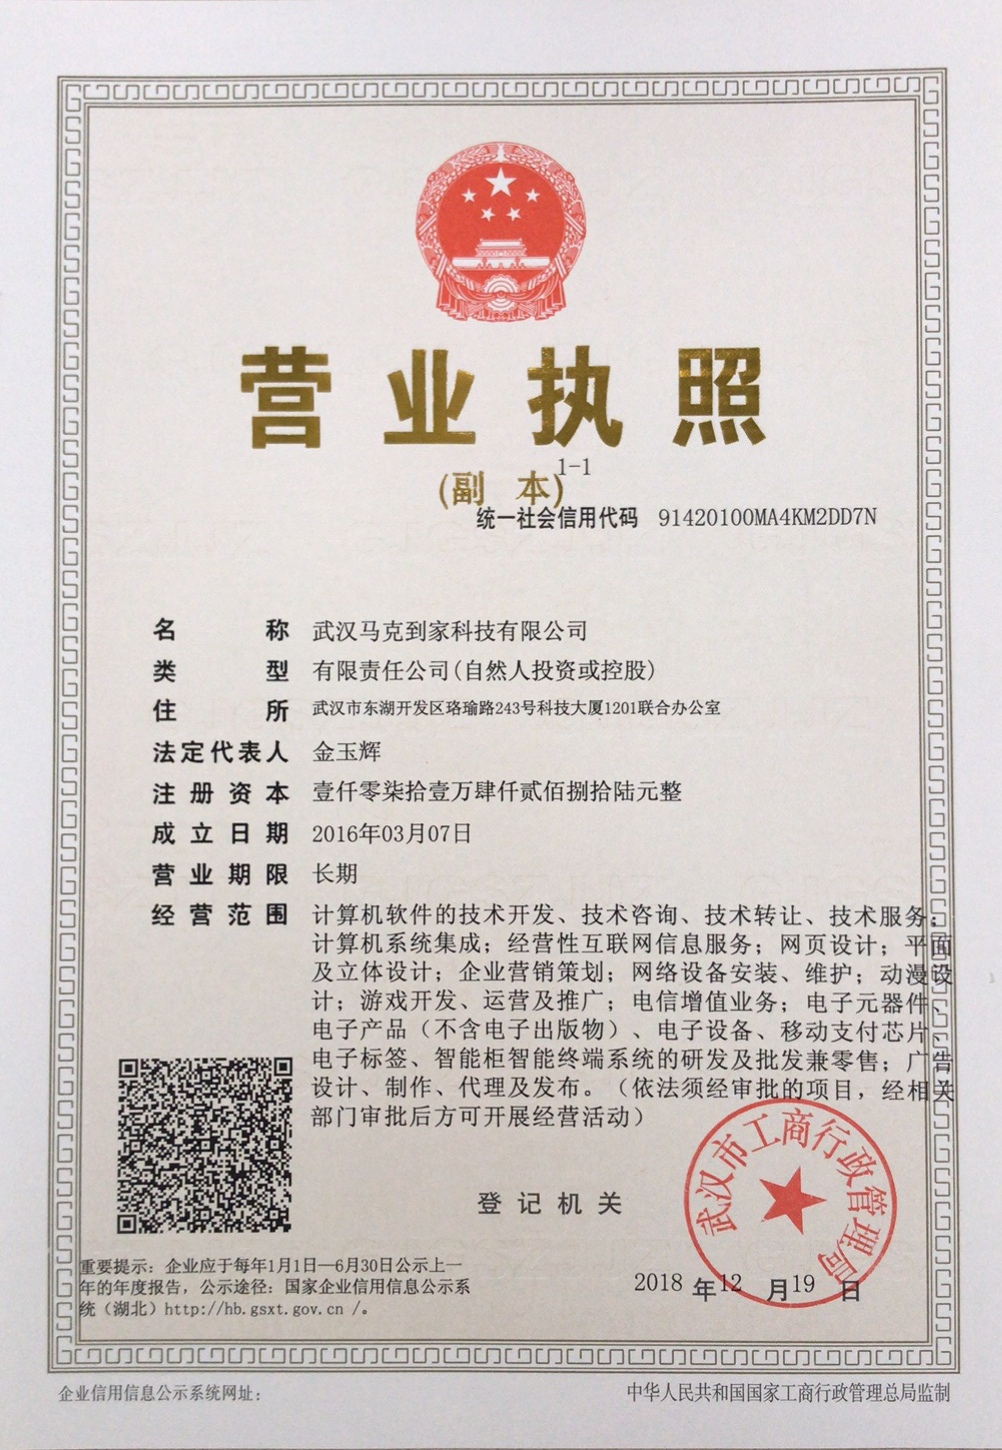 营业执照
1-1
(副 本)
统一社会信用代码 91420100MA4KM2DD7N
名称 武汉马克到家科技有限公司
类型 有限责任公司(自然人投资或控股)
住所 武汉市东湖开发区珞瑜路243号科技大厦1201联合办公室
法定代表人 金玉辉
注册资本 壹仟零柒拾壹万肆仟贰佰捌拾陆元整
成立日期 2016年03月07日
营业期限 长期
经营范围 计算机软件的技术开发、技术咨询、技术转让、技术服务；
计算机系统集成；经营性互联网信息服务；网页设计；平面
及立体设计；企业营销策划；网络设备安装、维护；动漫设
计；游戏开发、运营及推广；电信增值业务；电子元器件、
电子产品（不含电子出版物）、电子设备、移动支付芯片、
电子标签、智能柜智能终端系统的研发及批发兼零售；广告
设计、制作、代理及发布。（依法须经审批的项目，经相关
部门审批后方可开展经营活动）
登记机关
武汉市工商行政管理局
2018 年12 月19 日
重要提示：企业应于每年1月1日—6月30日公示上一
年的年度报告，公示途径：国家企业信用信息公示系
统（湖北）http://hb.gsxt.gov.cn /。
企业信用信息公示系统网址：
中华人民共和国国家工商行政管理总局监制